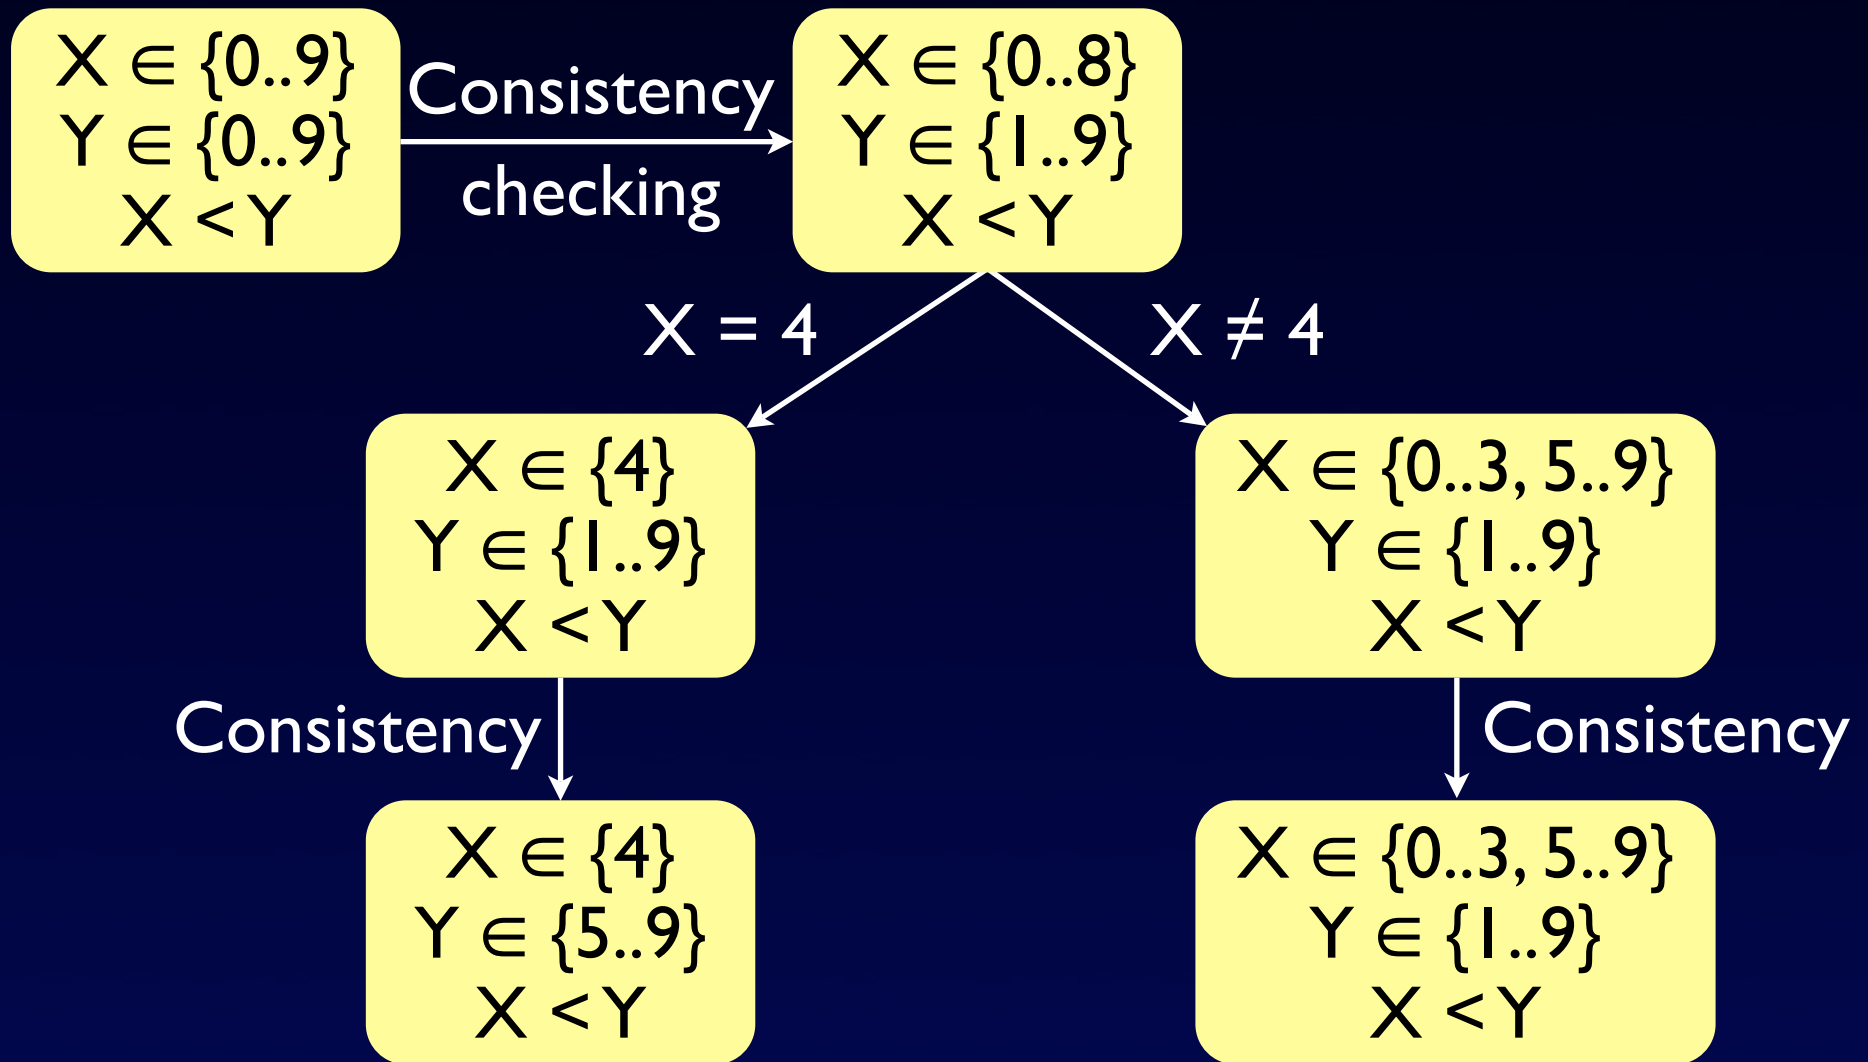 X ∈ {0..9}
Y ∈ {0..9}
X < Y
Consistency
checking
X ∈ {0..8}
Y ∈ {1..9}
X < Y
X = 4
X ≠ 4
X ∈ {4}
Y ∈ {1..9}
X < Y
X ∈ {0..3, 5..9}
Y ∈ {1..9}
X < Y
Consistency
Consistency
X ∈ {4}
Y ∈ {5..9}
X < Y
X ∈ {0..3, 5..9}
Y ∈ {1..9}
X < Y